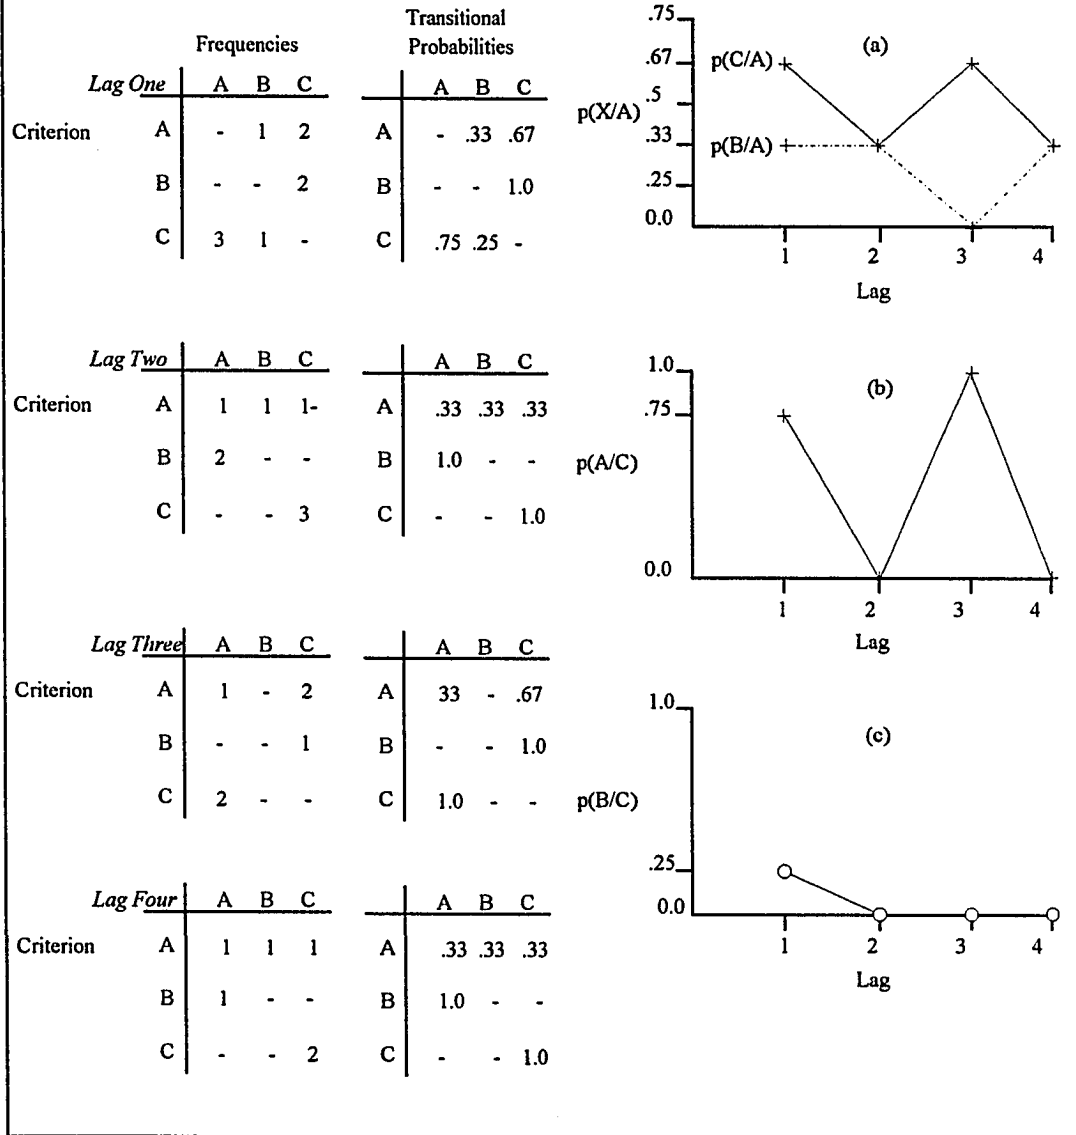 Transitional
Frequencies Probabilities
Lag One A B C A B C
Criterion A - 1 2 A - .33 .67
B - - 2 B - - 1.0
C 3 1 - C .75 .25 -
.75
(a)
.67 p(C/A)
p(X/A) .5
.33 p(B/A)
.25
0.0
1 2 3 4
Lag
Lag Two A B C A B C
Criterion A 1 1 1- A .33 .33 .33
B 2 - - B 1.0 - -
C - - 3 C - - 1.0
1.0
(b)
.75
p(A/C)
0.0
1 2 3 4
Lag
Lag Three A B C A B C
Criterion A 1 - 2 A 33 - .67
B - - 1 B - - 1.0
C 2 - - C 1.0 - -
1.0
(c)
p(B/C)
.25
0.0
1 2 3 4
Lag
Lag Four A B C A B C
Criterion A 1 1 1 A .33 .33 .33
B 1 - - B 1.0 - -
C - - 2 C - - 1.0